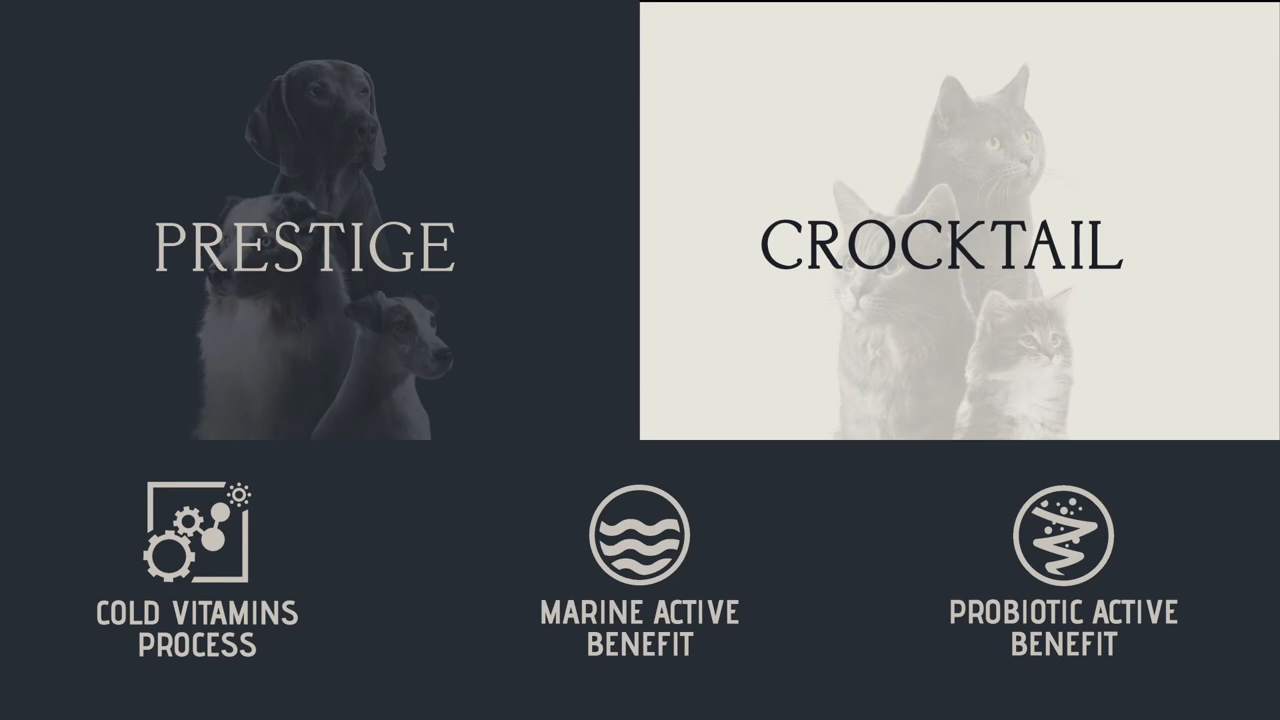 PRESTIGE
CROCKTAIL
COLD VITAMINS
PROCESS
MARINE ACTIVE
BENEFIT
PROBIOTIC ACTIVE
BENEFIT